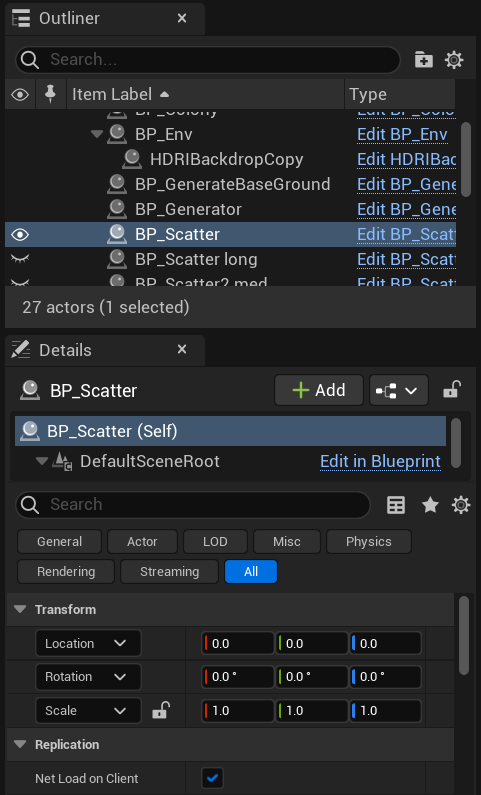 Outliner
Search...
Item Label Type
BP_Colony Edit BP_Colo
BP_Env Edit BP_Env
HDRIBackdropCopy Edit HDRIBac
BP_GenerateBaseGround Edit BP_Gene
BP_Generator Edit BP_Gene
BP_Scatter Edit BP_Scatt
BP_Scatter long Edit BP_Scatt
BP_Scatter2 med Edit BP_Scatt
27 actors (1 selected)
Details
BP_Scatter Add
BP_Scatter (Self)
DefaultSceneRoot Edit in Blueprint
Search
General Actor LOD Misc Physics
Rendering Streaming All
Transform
Location 0.0 0.0 0.0
Rotation 0.0 ° 0.0 ° 0.0 °
Scale 1.0 1.0 1.0
Replication
Net Load on Client